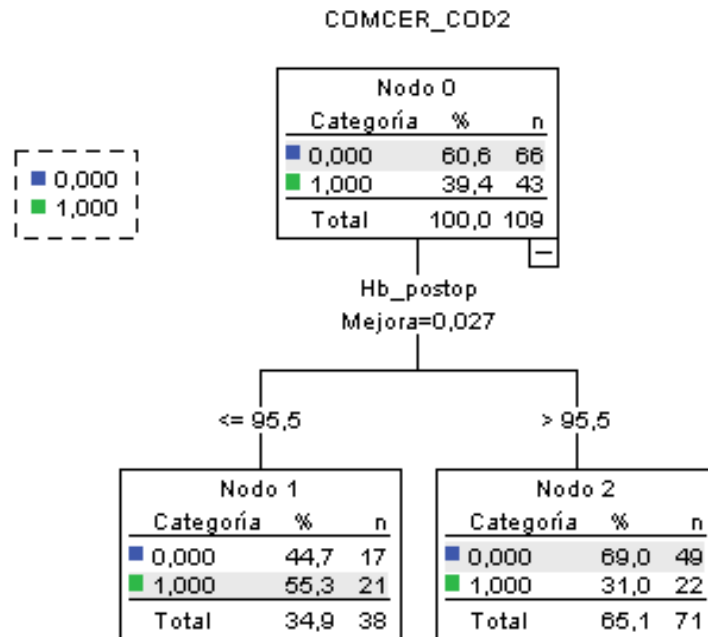 COMCER_COD2
Nodo 0
Categoría % n
0,000 60,6 66
1,000 39,4 43
Total 100,0 109
0,000
1,000
Hb_postop
Mejora=0,027
<= 95,5
> 95,5
Nodo 1
Categoría % n
0,000 44,7 17
1,000 55,3 21
Total 34,9 38
Nodo 2
Categoría % n
0,000 69,0 49
1,000 31,0 22
Total 65,1 71